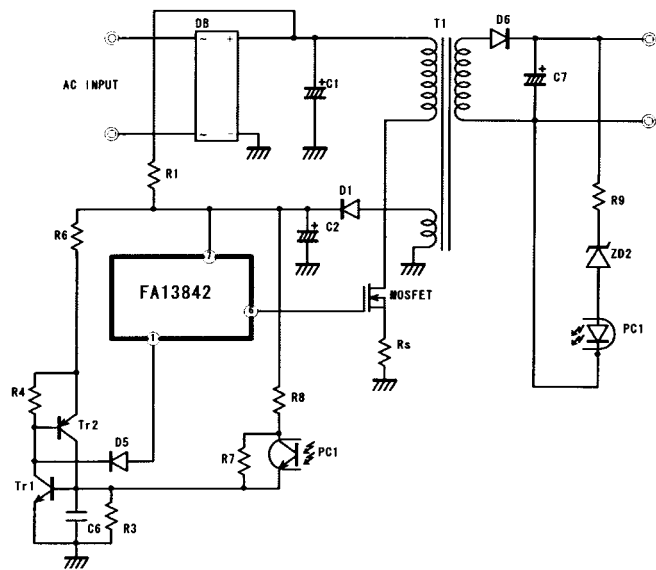 DB
T1
D6
~
+
+
C1
+
C7
AC INPUT
~
-
R1
D1
R9
R6
+
C2
7
ZD2
FA13842
6
MOSFET
PC1
1
Rs
R4
R8
Tr2
D5
R7
PC1
Tr1
C6
R3